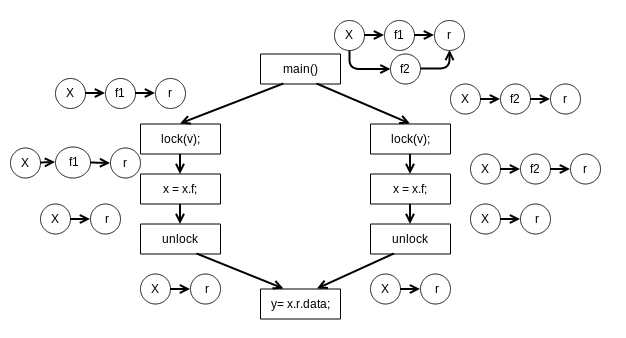 X f1 r
f2
main()
X f1 r
X f2 r
lock(v);
lock(v);
X f1 r
X f2 r
x = x.f;
x = x.f;
X r
X r
unlock
unlock
X r
X r
y= x.r.data;